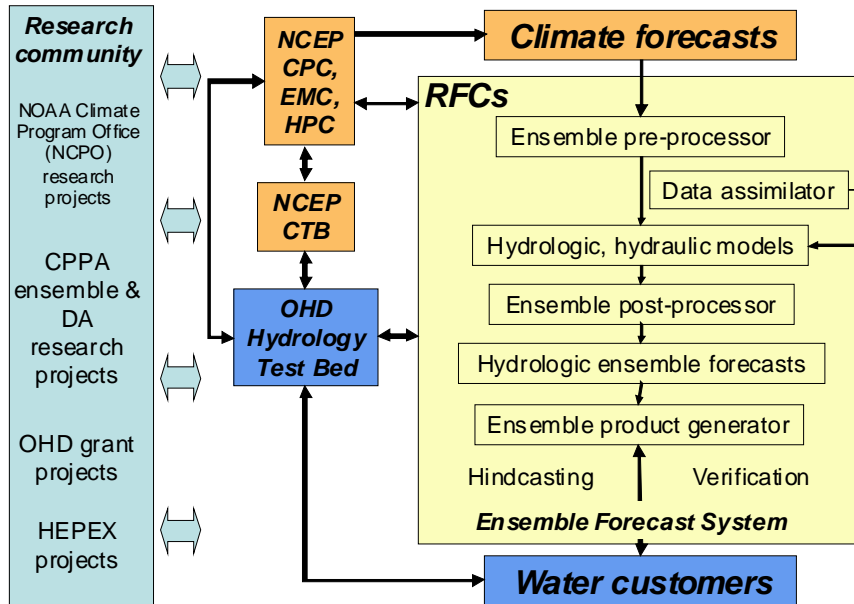 Research
community
NOAA Climate
Program Office
(NCPO)
research
projects
CPPA
ensemble &
DA
research
projects
OHD grant
projects
HEPEX
projects
NCEP
CPC,
EMC,
HPC
NCEP
CTB
OHD
Hydrology
Test Bed
Climate forecasts
RFCs
Ensemble pre-processor
Data assimilator
Hydrologic, hydraulic models
Ensemble post-processor
Hydrologic ensemble forecasts
Ensemble product generator
Hindcasting Verification
Ensemble Forecast System
Water customers